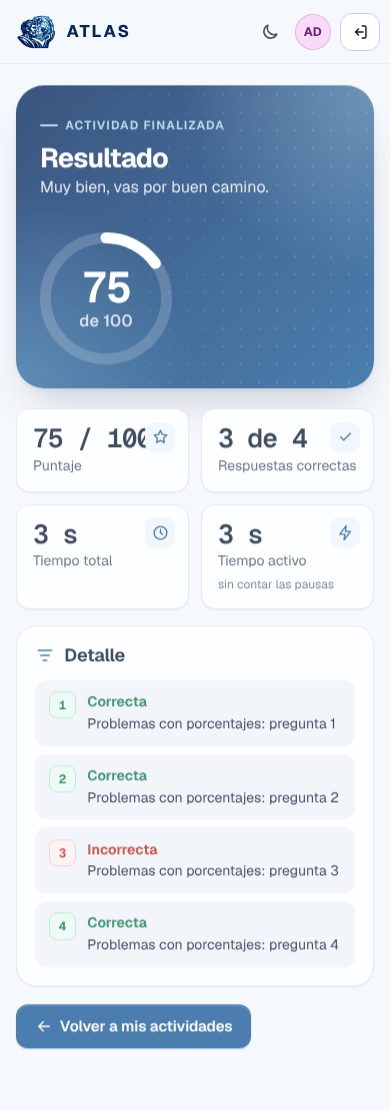 ATLAS
AD
ACTIVIDAD FINALIZADA
Resultado
Muy bien, vas por buen camino.
75
de 100
75 / 100
Puntaje
3 de 4
Respuestas correctas
3 s
Tiempo total
3 s
Tiempo activo
sin contar las pausas
Detalle
1
Correcta
Problemas con porcentajes: pregunta 1
2
Correcta
Problemas con porcentajes: pregunta 2
3
Incorrecta
Problemas con porcentajes: pregunta 3
4
Correcta
Problemas con porcentajes: pregunta 4
← Volver a mis actividades